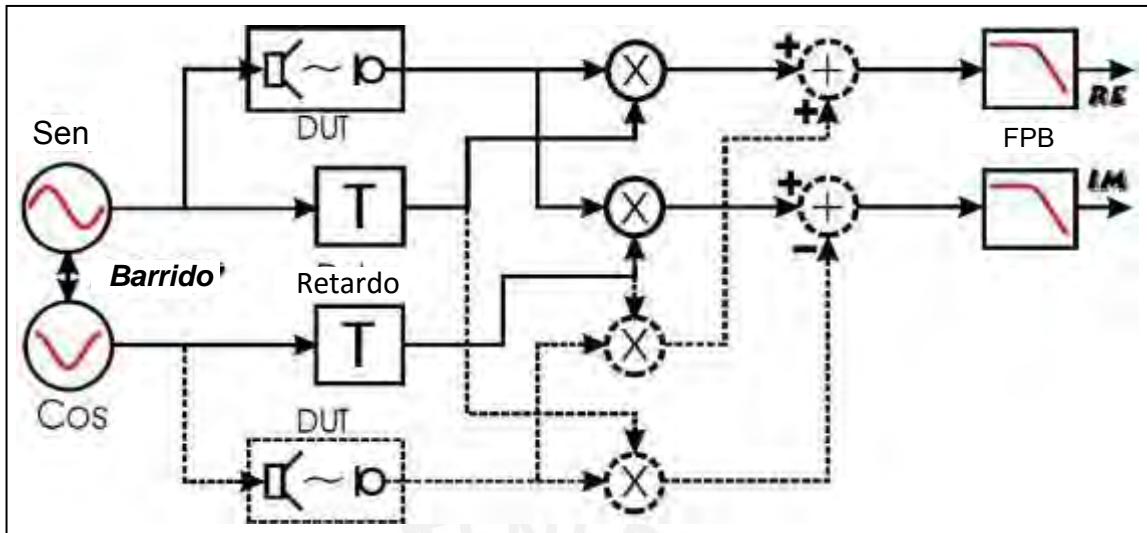 DUT
Sen
T
Barrido
Retardo
T
Cos
DUT
X
X
X
X
+
+
+
+
+
−
RE
FPB
IM